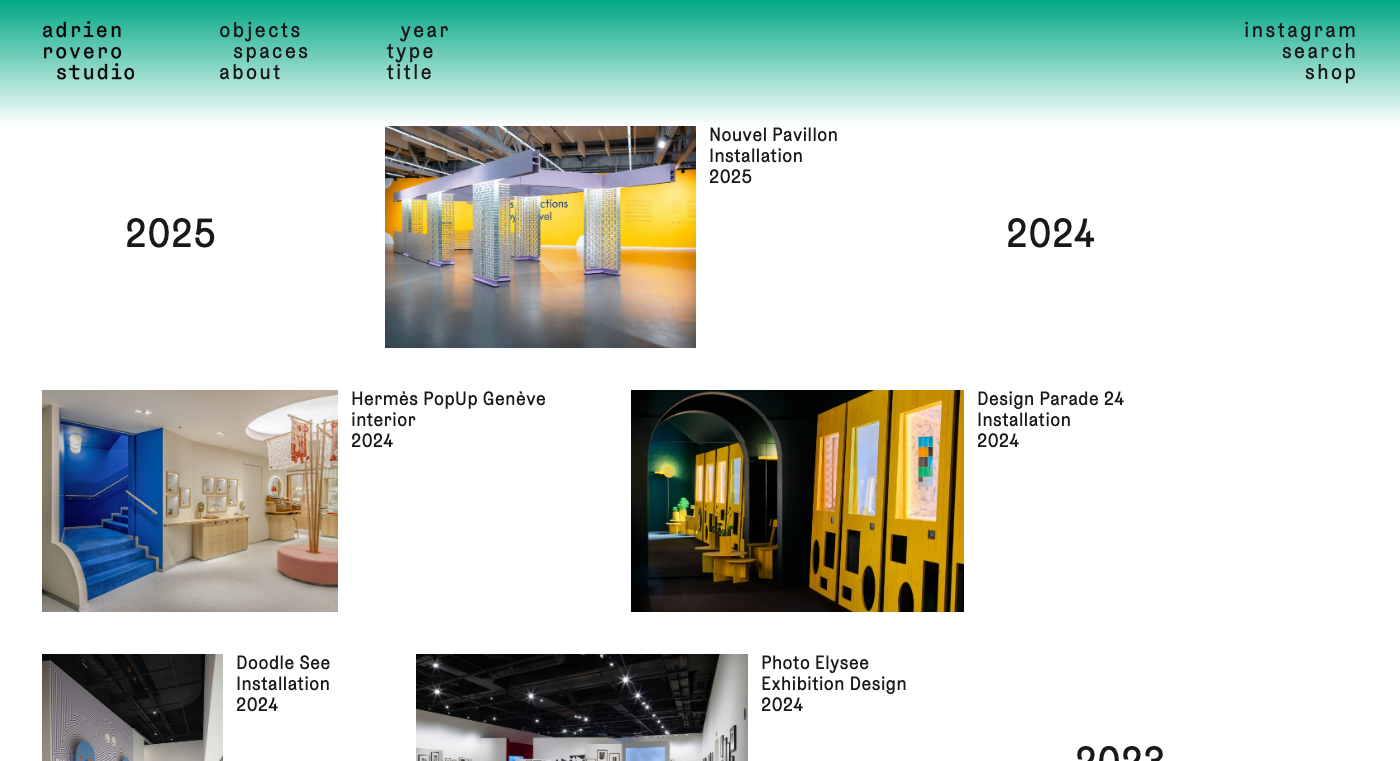 adrien
rovero
studio
objects
spaces
about
year
type
title
instagram
search
shop
2025
Nouvel Pavillon
Installation
2025
2024
Hermès PopUp Genève
interior
2024
Design Parade 24
Installation
2024
Doodle See
Installation
2024
Photo Elysee
Exhibition Design
2024
2023